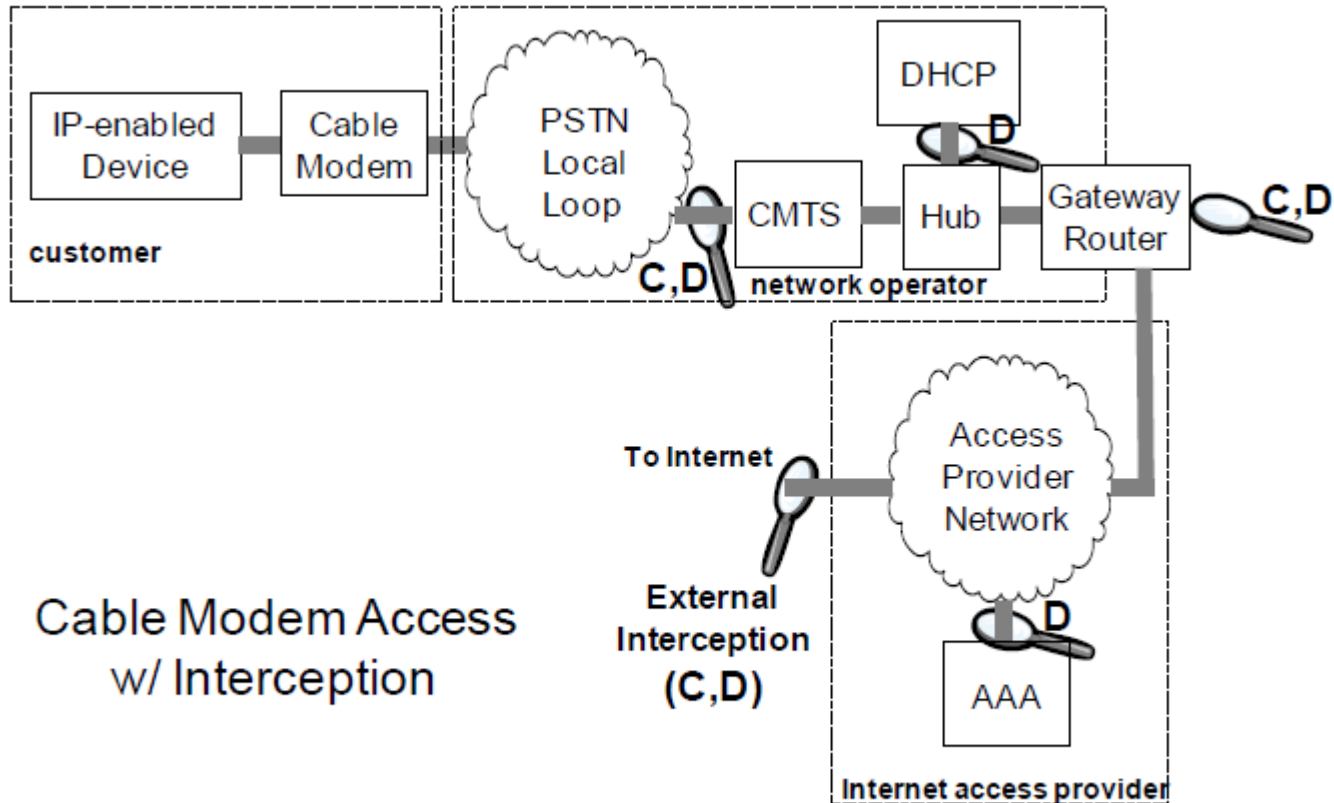 IP-enabled
Device
Cable
Modem
customer
PSTN
Local
Loop
C,D
CMTS
DHCP
D
Hub
Gateway
Router
C,D
network operator
To Internet
External
Interception
(C,D)
Access
Provider
Network
D
AAA
Internet access provider
Cable Modem Access
w/ Interception